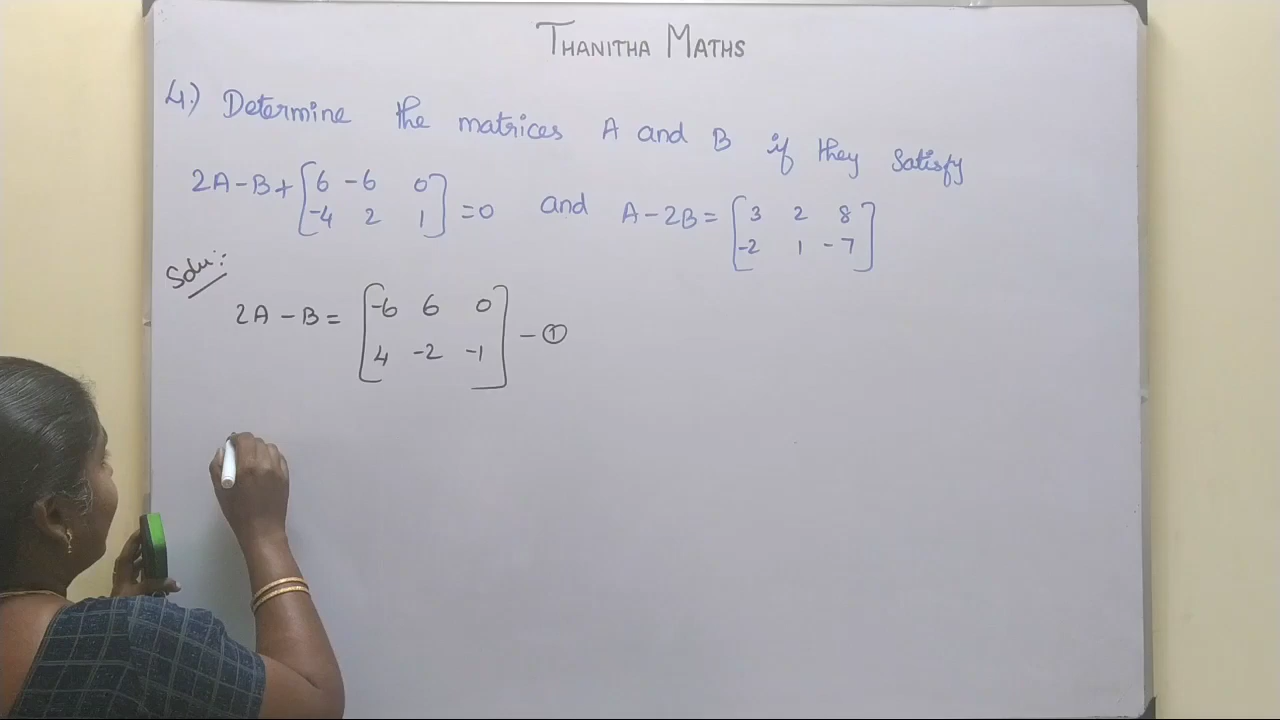 THANITHA MATHS
4.) Determine the matrices A and B if they satisfy
2A-B+[6 -6 0
-4 2 1]=0 and A-2B=[3 2 8
-2 1 -7]
Solu:-
2A-B=[-6 6 0
4 -2 -1] -①